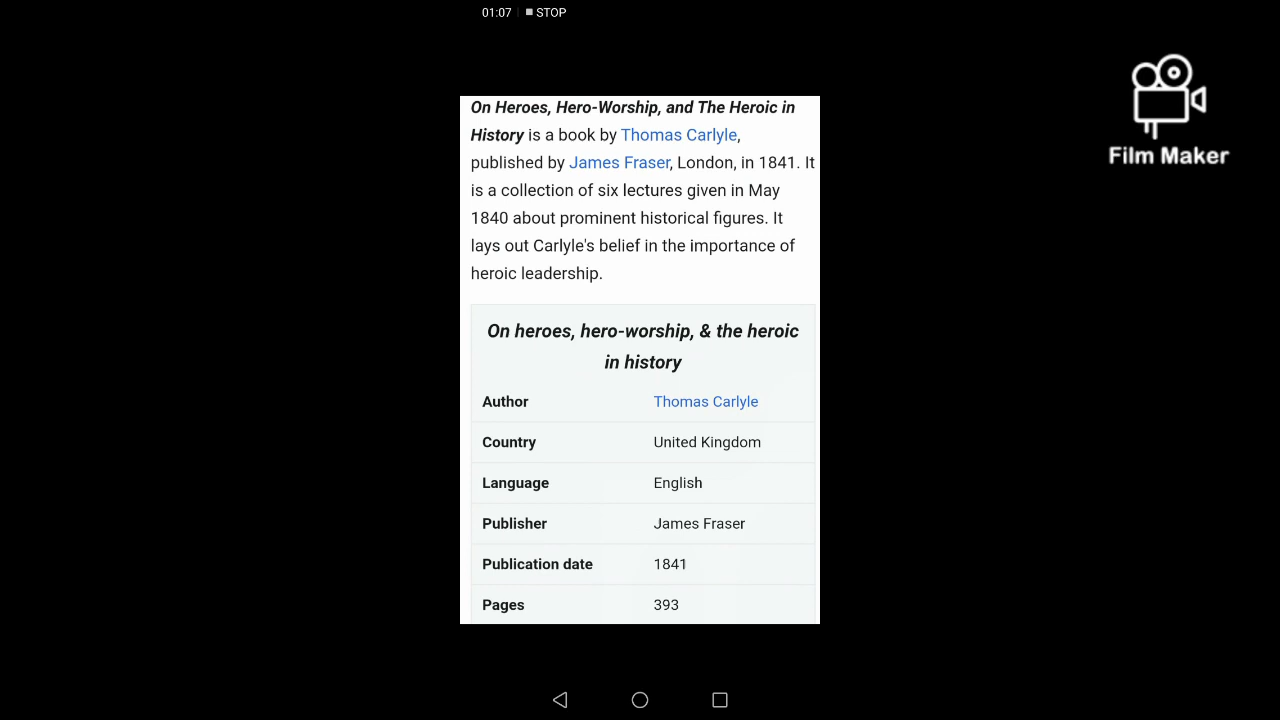 01:07 STOP
Film Maker
On Heroes, Hero-Worship, and The Heroic in
History is a book by Thomas Carlyle,
published by James Fraser, London, in 1841. It
is a collection of six lectures given in May
1840 about prominent historical figures. It
lays out Carlyle's belief in the importance of
heroic leadership.
On heroes, hero-worship, & the heroic
in history
Author Thomas Carlyle
Country United Kingdom
Language English
Publisher James Fraser
Publication date 1841
Pages 393